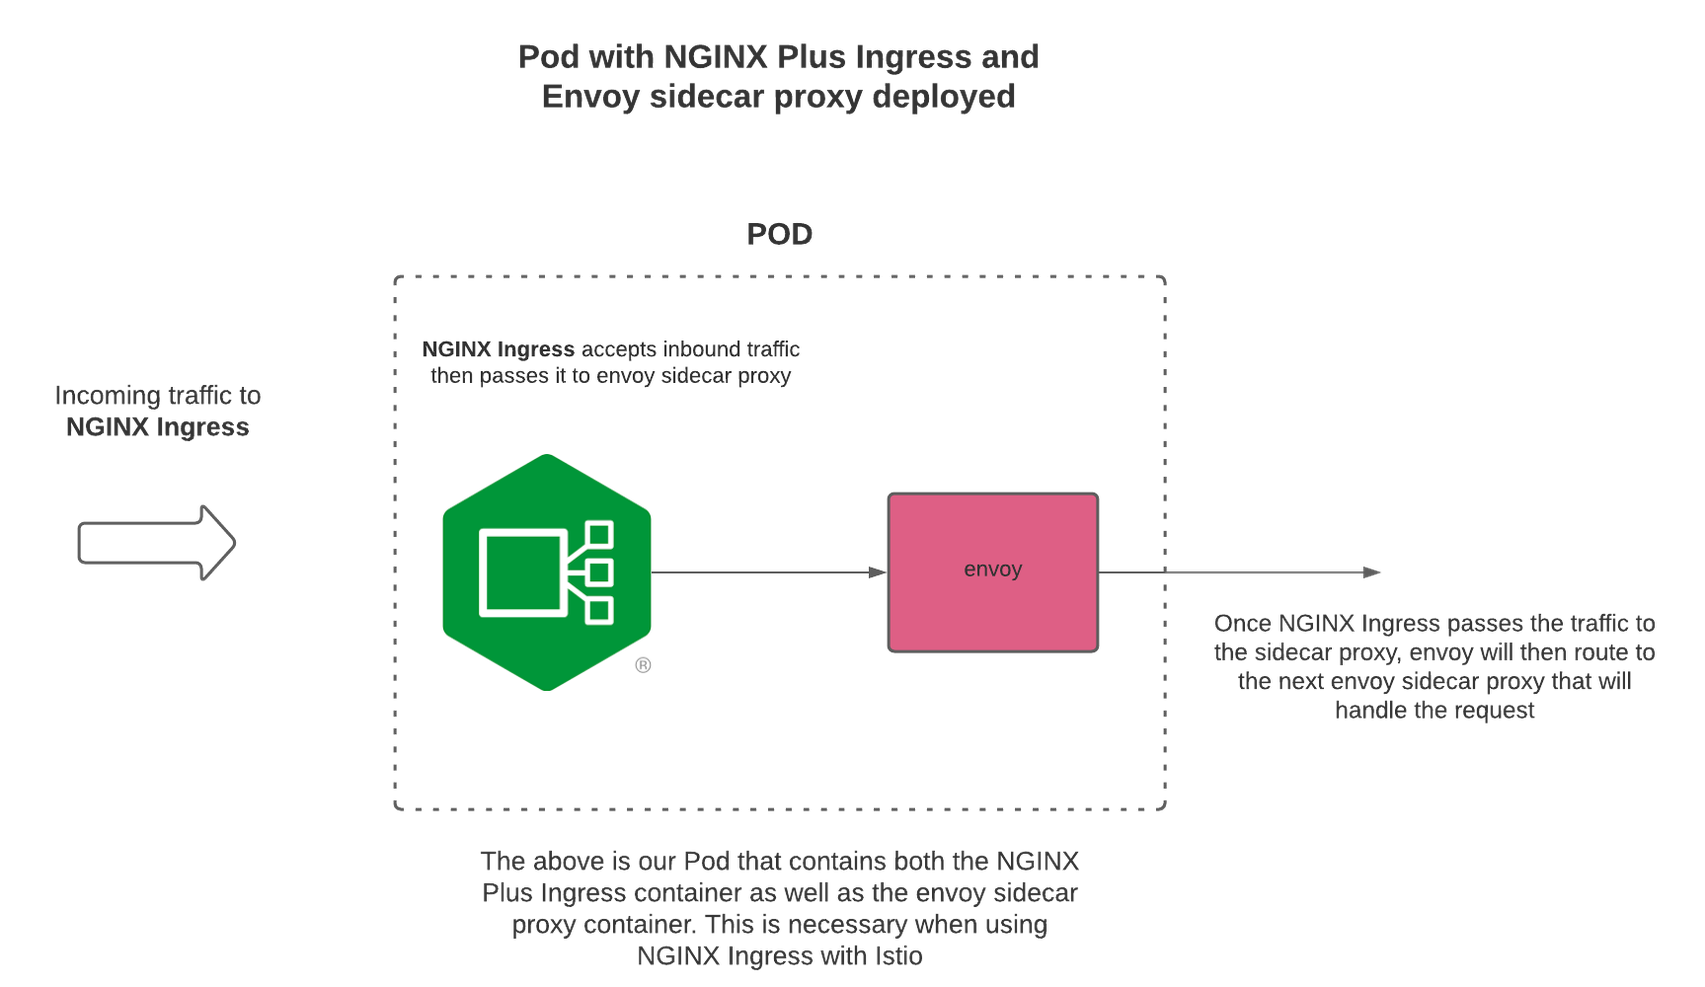 Pod with NGINX Plus Ingress and
Envoy sidecar proxy deployed
POD
NGINX Ingress accepts inbound traffic
then passes it to envoy sidecar proxy
Incoming traffic to
NGINX Ingress
envoy
®
Once NGINX Ingress passes the traffic to
the sidecar proxy, envoy will then route to
the next envoy sidecar proxy that will
handle the request
The above is our Pod that contains both the NGINX
Plus Ingress container as well as the envoy sidecar
proxy container. This is necessary when using
NGINX Ingress with Istio